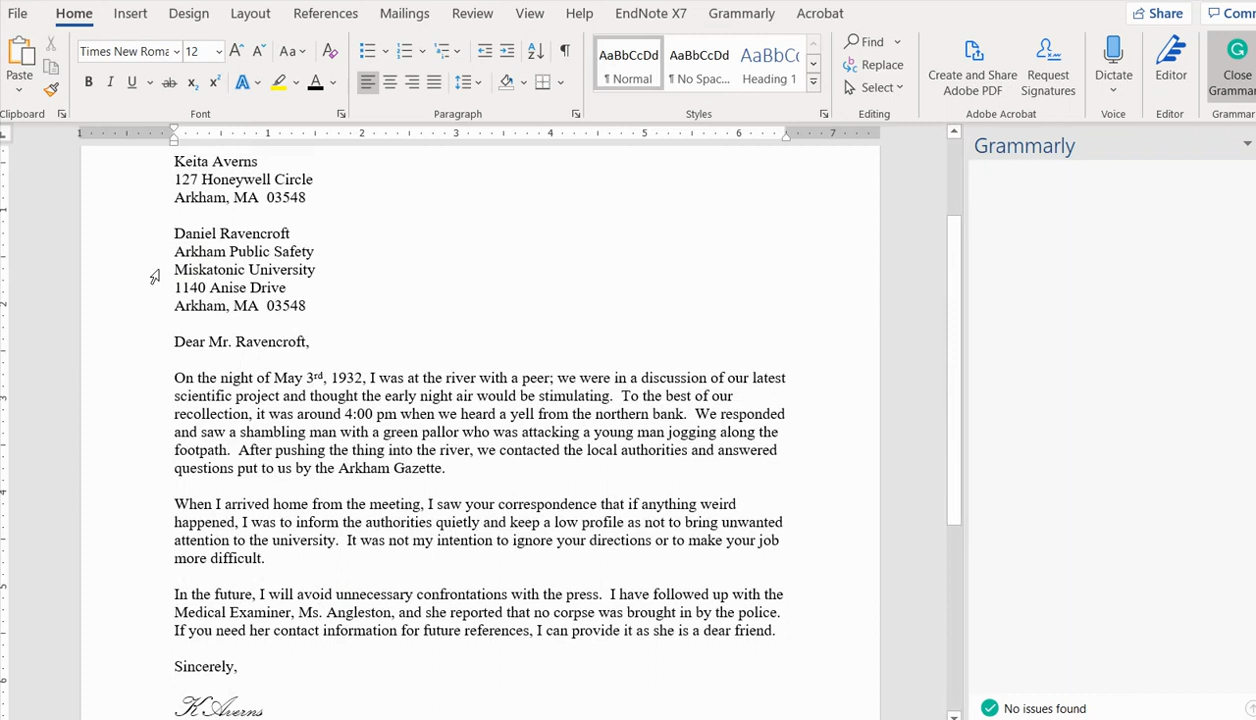 File Home Insert Design Layout References Mailings Review View Help EndNote X7 Grammarly Acrobat Share
Times New Roma 12 Aa Find
Paste AaBbCcDd AaBbCcDd AaBbCc Replace Create and Share Request Dictate Editor Close
B I U ab x₂ x² A A Normal No Spac... Heading 1 Select Adobe PDF Signatures
Clipboard Font Paragraph Styles Editing Adobe Acrobat Voice Editor
1 1 2 3 4 5 6 7
Grammarly
Keita Averns
127 Honeywell Circle
Arkham, MA  03548
Daniel Ravencroft
Arkham Public Safety
Miskatonic University
1140 Anise Drive
Arkham, MA  03548
Dear Mr. Ravencroft,
On the night of May 3rd, 1932, I was at the river with a peer; we were in a discussion of our latest
scientific project and thought the early night air would be stimulating.  To the best of our
recollection, it was around 4:00 pm when we heard a yell from the northern bank.  We responded
and saw a shambling man with a green pallor who was attacking a young man jogging along the
footpath.  After pushing the thing into the river, we contacted the local authorities and answered
questions put to us by the Arkham Gazette.
When I arrived home from the meeting, I saw your correspondence that if anything weird
happened, I was to inform the authorities quietly and keep a low profile as not to bring unwanted
attention to the university.  It was not my intention to ignore your directions or to make your job
more difficult.
In the future, I will avoid unnecessary confrontations with the press.  I have followed up with the
Medical Examiner, Ms. Angleston, and she reported that no corpse was brought in by the police.
If you need her contact information for future references, I can provide it as she is a dear friend.
Sincerely,
K Averns
No issues found